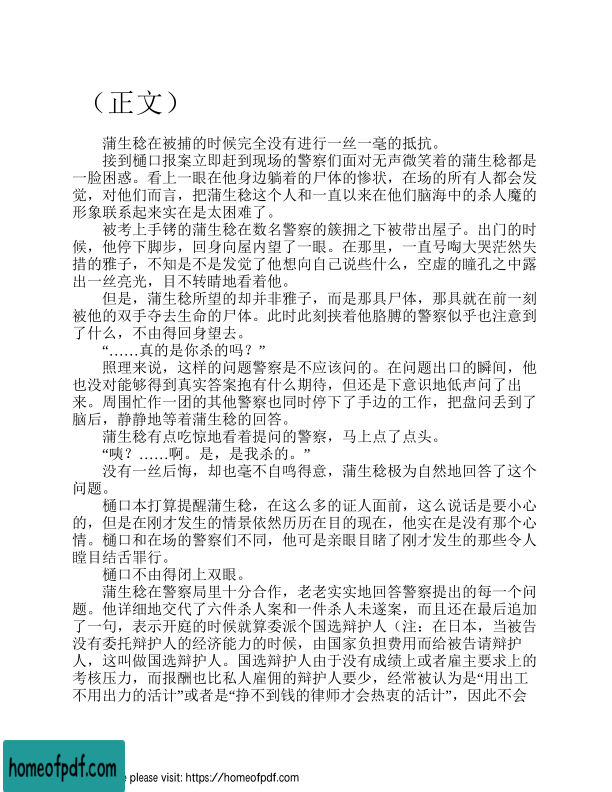 （正文）
蒲生稔在被捕的时候完全没有进行一丝一毫的抵抗。
接到樋口报案立即赶到现场的警察们面对无声微笑着的蒲生稔都是
一脸困惑。看上一眼在他身边躺着的尸体的惨状，在场的所有人都会发
觉，对他们而言，把蒲生稔这个人和一直以来在他们脑海中的杀人魔的
形象联系起来实在是太困难了。
被考上手铐的蒲生稔在数名警察的簇拥之下被带出屋子。出门的时
候，他停下脚步，回身向屋内望了一眼。在那里，一直号啕大哭茫然失
措的雅子，不知是不是发觉了他想向自己说些什么，空虚的瞳孔之中露
出一丝亮光，目不转睛地看着他。
但是，蒲生稔所望的却并非雅子，而是那具尸体，那具就在前一刻
被他的双手夺去生命的尸体。此时此刻挟着他胳膊的警察似乎也注意到
了什么，不由得回身望去。
“……真的是你杀的吗？”
照理来说，这样的问题警察是不应该问的。在问题出口的瞬间，他
也没对能够得到真实答案抱有什么期待，但还是下意识地低声问了出
来。周围忙作一团的其他警察也同时停下了手边的工作，把盘问丢到了
脑后，静静地等着蒲生稔的回答。
蒲生稔有点吃惊地看着提问的警察，马上点了点头。
“咦？……啊。是，是我杀的。”
没有一丝后悔，却也毫不自鸣得意，蒲生稔极为自然地回答了这个
问题。
樋口本打算提醒蒲生稔，在这么多的证人面前，这么说话是要小心
的，但是在刚才发生的情景依然历历在目的现在，他实在是没有那个心
情。樋口和在场的警察们不同，他可是亲眼目睹了刚才发生的那些令人
瞠目结舌罪行。
樋口不由得闭上双眼。
蒲生稔在警察局里十分合作，老老实实地回答警察提出的每一个问
题。他详细地交代了六件杀人案和一件杀人未遂案，而且还在最后追加
了一句，表示开庭的时候就算委派个国选辩护人（注：在日本，当被告
没有委托辩护人的经济能力的时候，由国家负担费用而给被告请辩护
人，这叫做国选辩护人。国选辩护人由于没有成绩上或者雇主要求上的
考核压力，而报酬也比私人雇佣的辩护人要少，经常被认为是“用出工
不用出力的活计”或者是“挣不到钱的律师才会热衷的活计”，因此不会
homeofpdf.com
e please visit: https://homeofpdf.com